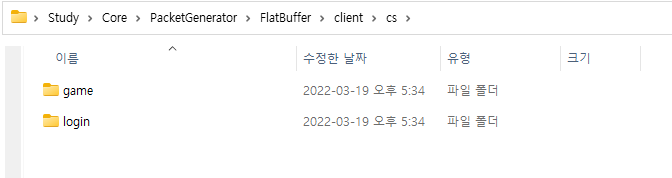 Study > Core > PacketGenerator > FlatBuffer > client > cs >
이름 수정한 날짜 유형 크기
game 2022-03-19 오후 5:34 파일 폴더
login 2022-03-19 오후 5:34 파일 폴더